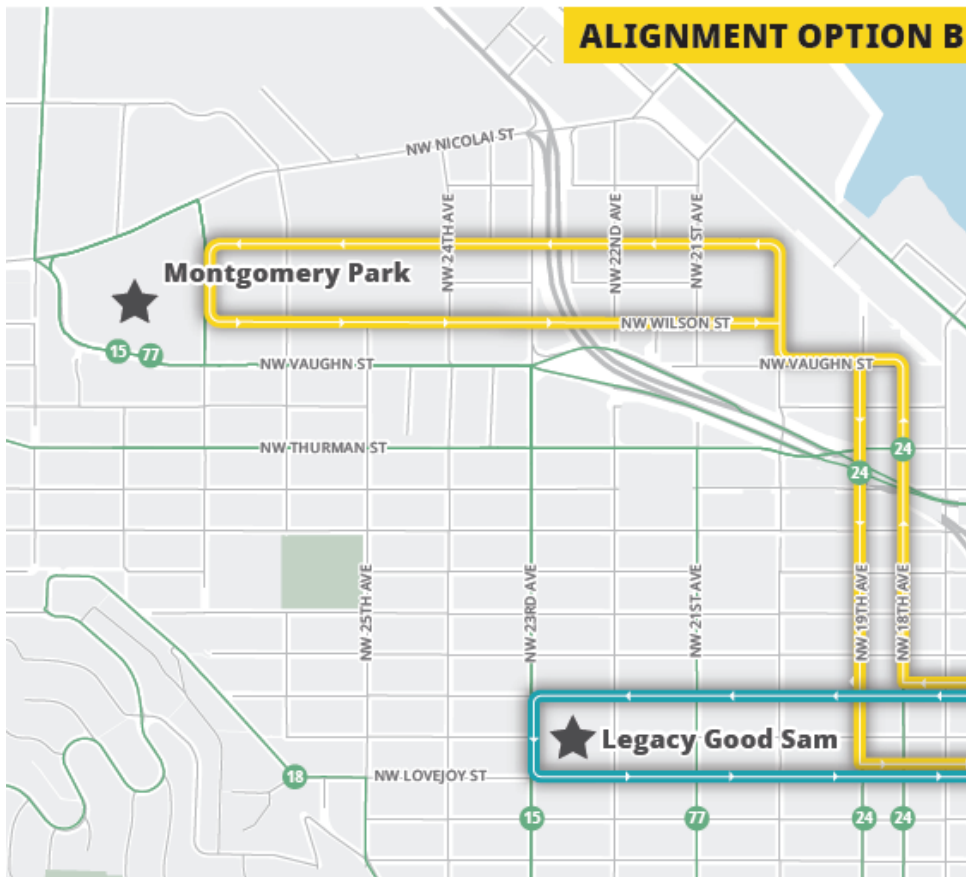 ALIGNMENT OPTION B
NW NICOLAI ST
NW 24TH AVE
NW 22ND AVE
NW 21ST AVE
Montgomery Park
NW WILSON ST
15
77
NW VAUGHN ST
NW VAUGHN ST
NW THURMAN ST
24
24
NW 25TH AVE
NW 23RD AVE
NW 21ST AVE
NW 19TH AVE
NW 18TH AVE
Legacy Good Sam
18
NW LOVEJOY ST
15
77
24
24